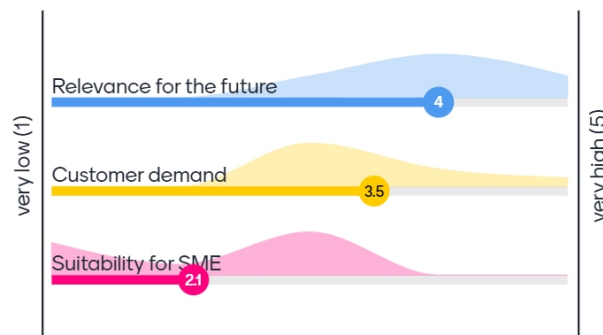 very low (1)
Relevance for the future
4
Customer demand
3.5
Suitability for SME
2.1
very high (5)